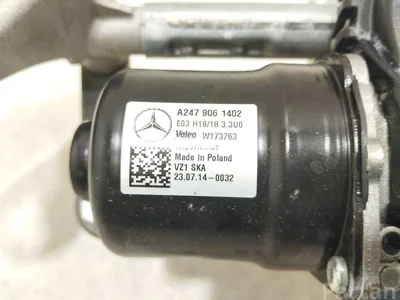 A247 906 1402
E03 H18/18 3.3U0
Valeo W173763
Made in Poland
VZ1 SKA
23.07.14-0032